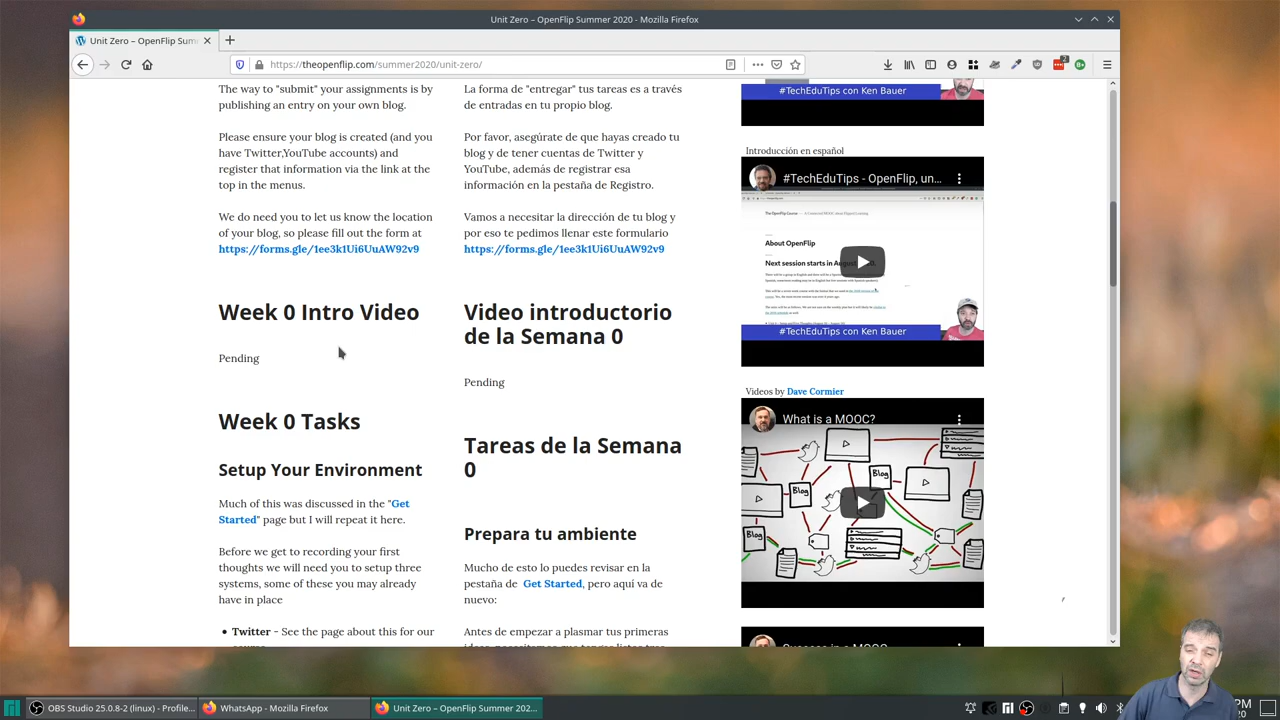 Unit Zero – OpenFlip Summer 2020 - Mozilla Firefox
Unit Zero – OpenFlip Sum
https://theopenflip.com/summer2020/unit-zero/
The way to "submit" your assignments is by
publishing an entry on your own blog.
Please ensure your blog is created (and you
have Twitter,YouTube accounts) and
register that information via the link at the
top in the menus.
We do need you to let us know the location
of your blog, so please fill out the form at
https://forms.gle/1ee3k1Ui6UuAW92v9
Week 0 Intro Video
Pending
Week 0 Tasks
Setup Your Environment
Much of this was discussed in the "Get
Started" page but I will repeat it here.
Before we get to recording your first
thoughts we will need you to setup three
systems, some of these you may already
have in place
• Twitter - See the page about this for our
La forma de "entregar" tus tareas es a través
de entradas en tu propio blog.
Por favor, asegúrate de que hayas creado tu
blog y de tener cuentas de Twitter y
YouTube, además de registrar esa
información en la pestaña de Registro.
Vamos a necesitar la dirección de tu blog y
por eso te pedimos llenar este formulario
https://forms.gle/1ee3k1Ui6UuAW92v9
Video introductorio
de la Semana 0
Pending
Tareas de la Semana
0
Prepara tu ambiente
Mucho de esto lo puedes revisar en la
pestaña de Get Started, pero aquí va de
nuevo:
Antes de empezar a plasmar tus primeras
#TechEduTips con Ken Bauer
Introducción en español
#TechEduTips - OpenFlip, un...
The OpenFlip Course
About OpenFlip
Next session starts in
#TechEduTips con Ken Bauer
Videos by Dave Cormier
What is a MOOC?
Blog
Blog
Blog
Blog
Success in a MOOC
OBS Studio 25.0.8-2 (linux) - Profile...
WhatsApp - Mozilla Firefox
Unit Zero – OpenFlip Summer 202...
PM
20